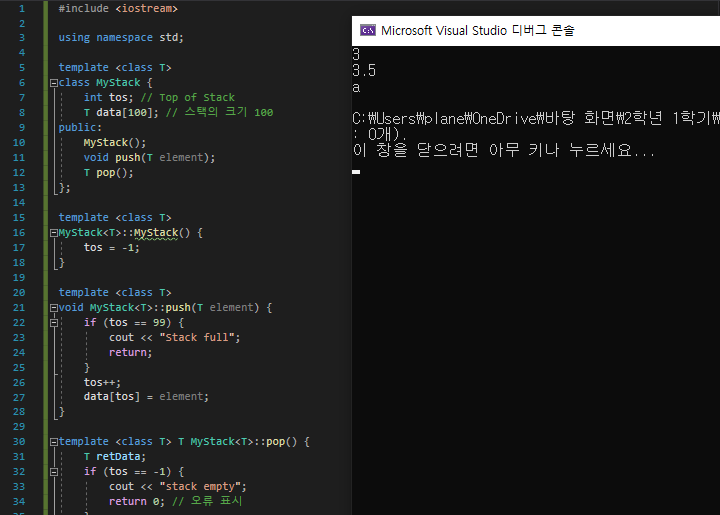 1 #include <iostream>
2
3 using namespace std;
4
5 template <class T>
6 class MyStack {
7 int tos; // Top of Stack
8 T data[100]; // 스택의 크기 100
9 public:
10 MyStack();
11 void push(T element);
12 T pop();
13 };
14
15 template <class T>
16 MyStack<T>::MyStack() {
17 tos = -1;
18 }
19
20 template <class T>
21 void MyStack<T>::push(T element) {
22 if (tos == 99) {
23 cout << "Stack full";
24 return;
25 }
26 tos++;
27 data[tos] = element;
28 }
29
30 template <class T> T MyStack<T>::pop() {
31 T retData;
32 if (tos == -1) {
33 cout << "stack empty";
34 return 0; // 오류 표시
Microsoft Visual Studio 디버그 콘솔
3
3.5
a
C:₩Users₩plane₩OneDrive₩바탕 화면₩2학년 1학기₩
: 0개).
이 창을 닫으려면 아무 키나 누르세요...